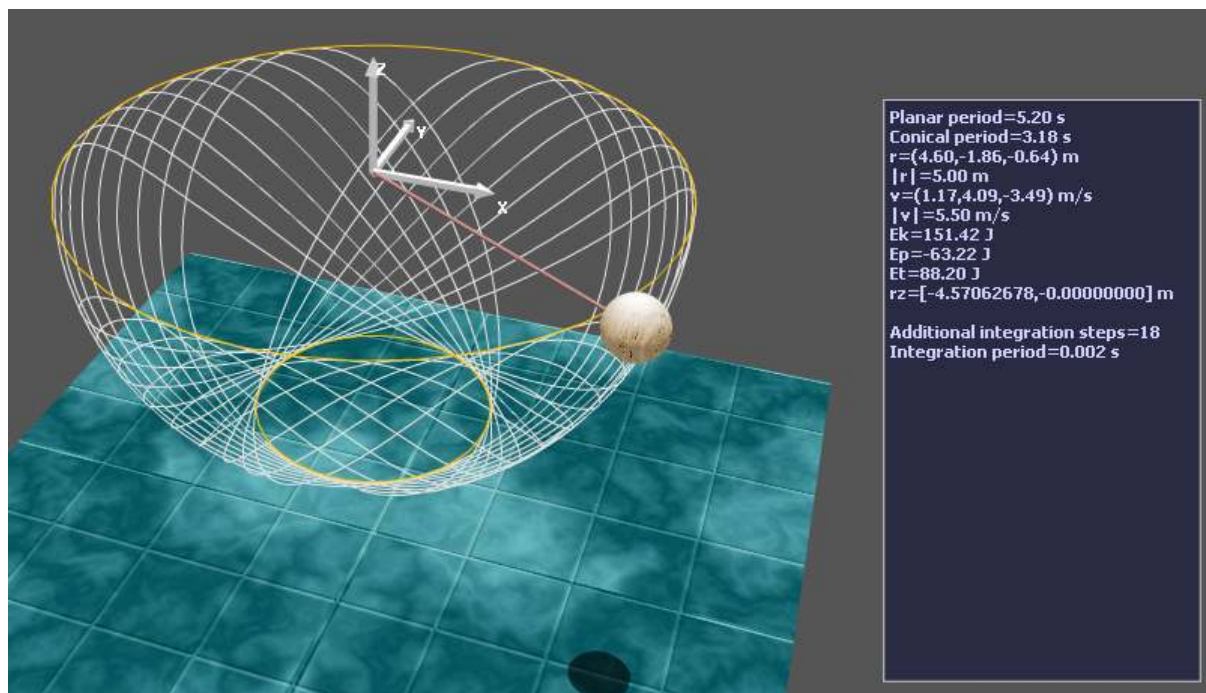 Z
Y
X
Planar period=5.20 s
Conical period=3.18 s
r=(4.60,-1.86,-0.64) m
|r|=5.00 m
v=(1.17,4.09,-3.49) m/s
|v|=5.50 m/s
Ek=151.42 J
Ep=-63.22 J
Et=88.20 J
rz=[-4.57062678,-0.00000000] m
Additional integration steps=18
Integration period=0.002 s